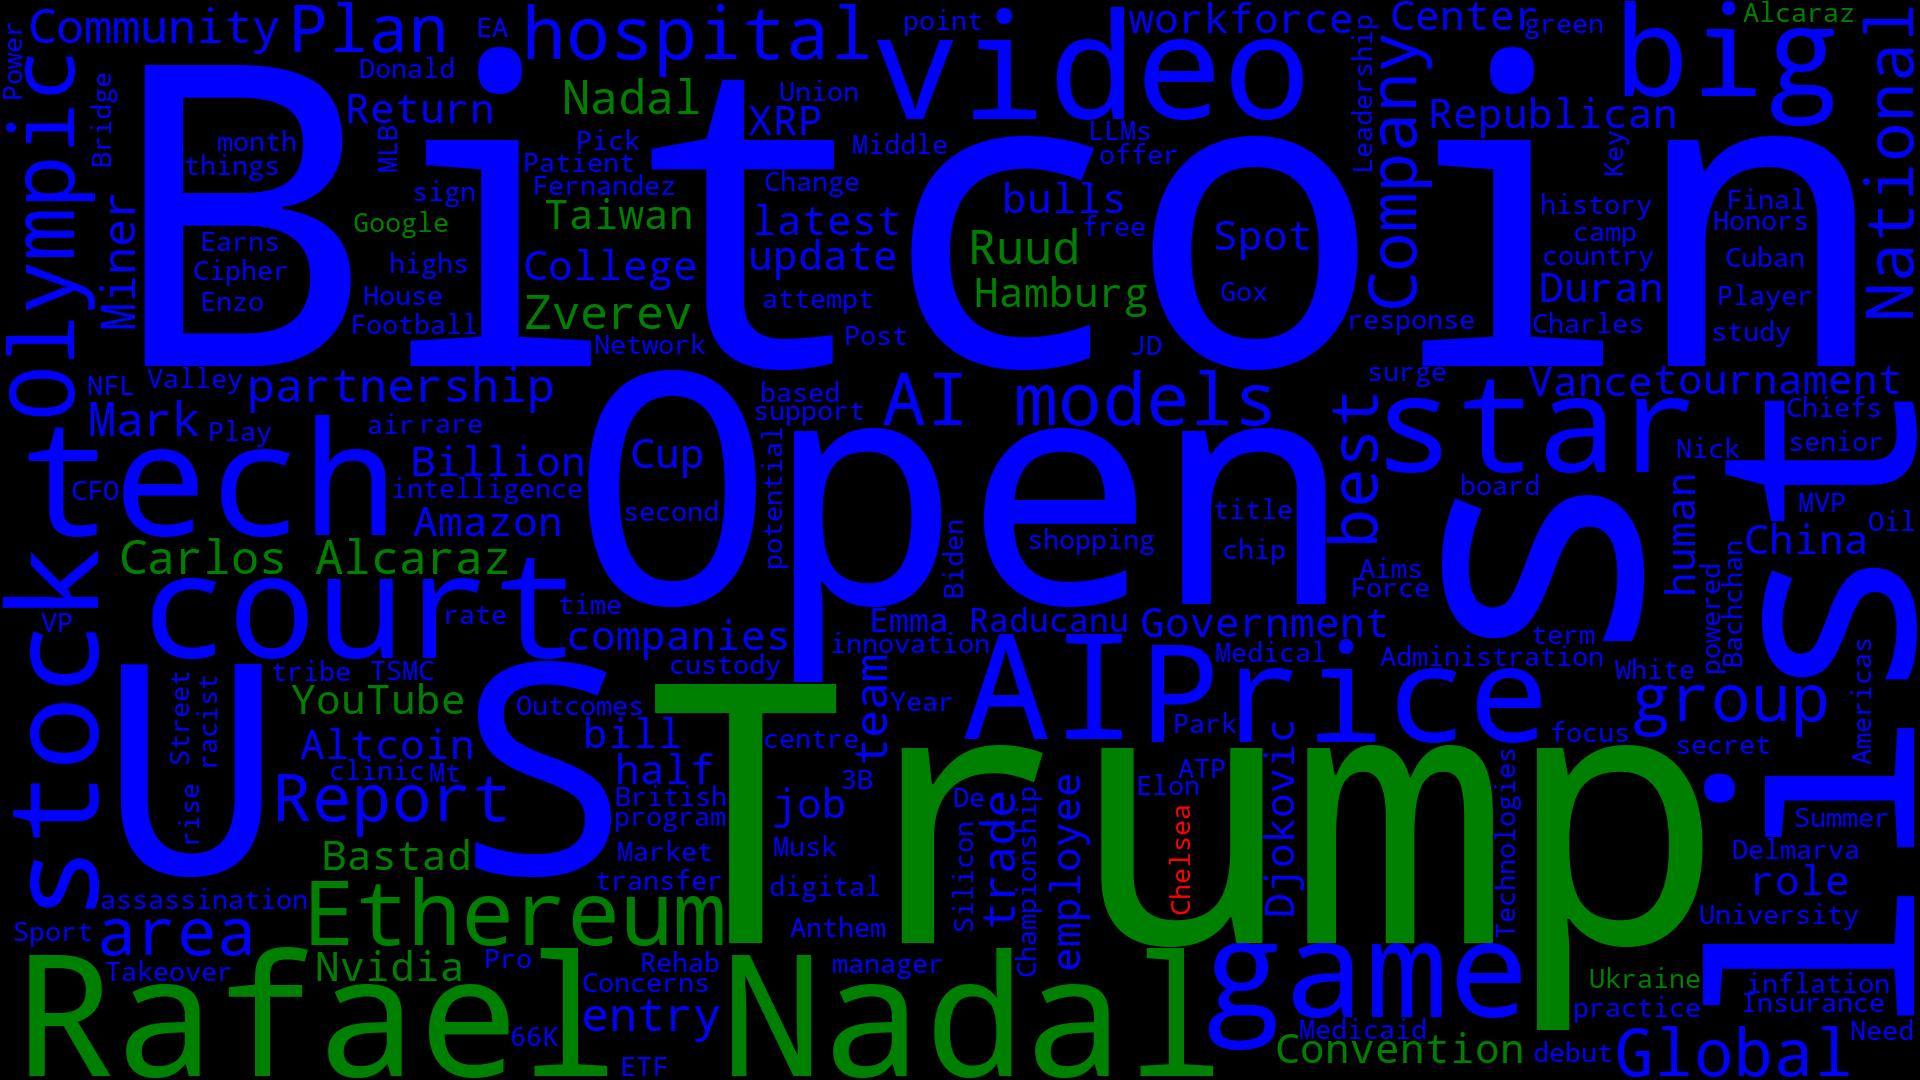 Community
Plan
EA
hospital
point
video
workforce
Center
green
big
Alcaraz
National
Power
Olympic
Bridge
Donald
Return
Nadal
Union
XRP
Leadership
Company
Republican
Bitcoin
month
things
MLB
Pick
Patient
Middle
LLMs
offer
Key
Miner
sign
Fernandez
Change
bulls
history
Final
Honors
Google
Taiwan
latest
free
Spot
camp
Earns
Cipher
Enzo
highs
College
update
Ruud
Hamburg
country
Cuban
House
Football
Zverev
attempt
Gox
Duran
Player
Network
Post
JD
response
Charles
study
NFL
Valley
partnership
based
support
AI models
surge
Vance
tournament
Mark
Play
air
rare
Open
Cup
best
star
Chiefs
senior
Nick
tech
Billion
intelligence
CFO
second
potential
title
board
MVP
Oil
Amazon
shopping
chip
human
China
Carlos Alcaraz
Biden
Aims
Force
St
list
court
rate
time
VP
stock
companies
Emma Raducanu
Government
innovation
term
powered
Bachchan
custody
Medical
Administration
White
Americas
tribe
TSMC
US
Street
racist
YouTube
Outcomes
team
Year
AI
Price
Park
group
focus
secret
Altcoin
bill
centre
Trump
clinic
Mt
half
3B
ATP
Elon
Djokovic
Technologies
rise
Report
British
program
job
De
trade
Championship
employee
Chelsea
Summer
Bastad
Market
Musk
Silicon
Delmarva
role
transfer
digital
assassination
Ethereum
University
Sport
area
Anthem
Takeover
Nvidia
Pro
Rehab
manager
Concerns
game
Ukraine
inflation
Rafael Nadal
practice
Insurance
66K
entry
Medicaid
Convention
debut
Global
Need
ETF